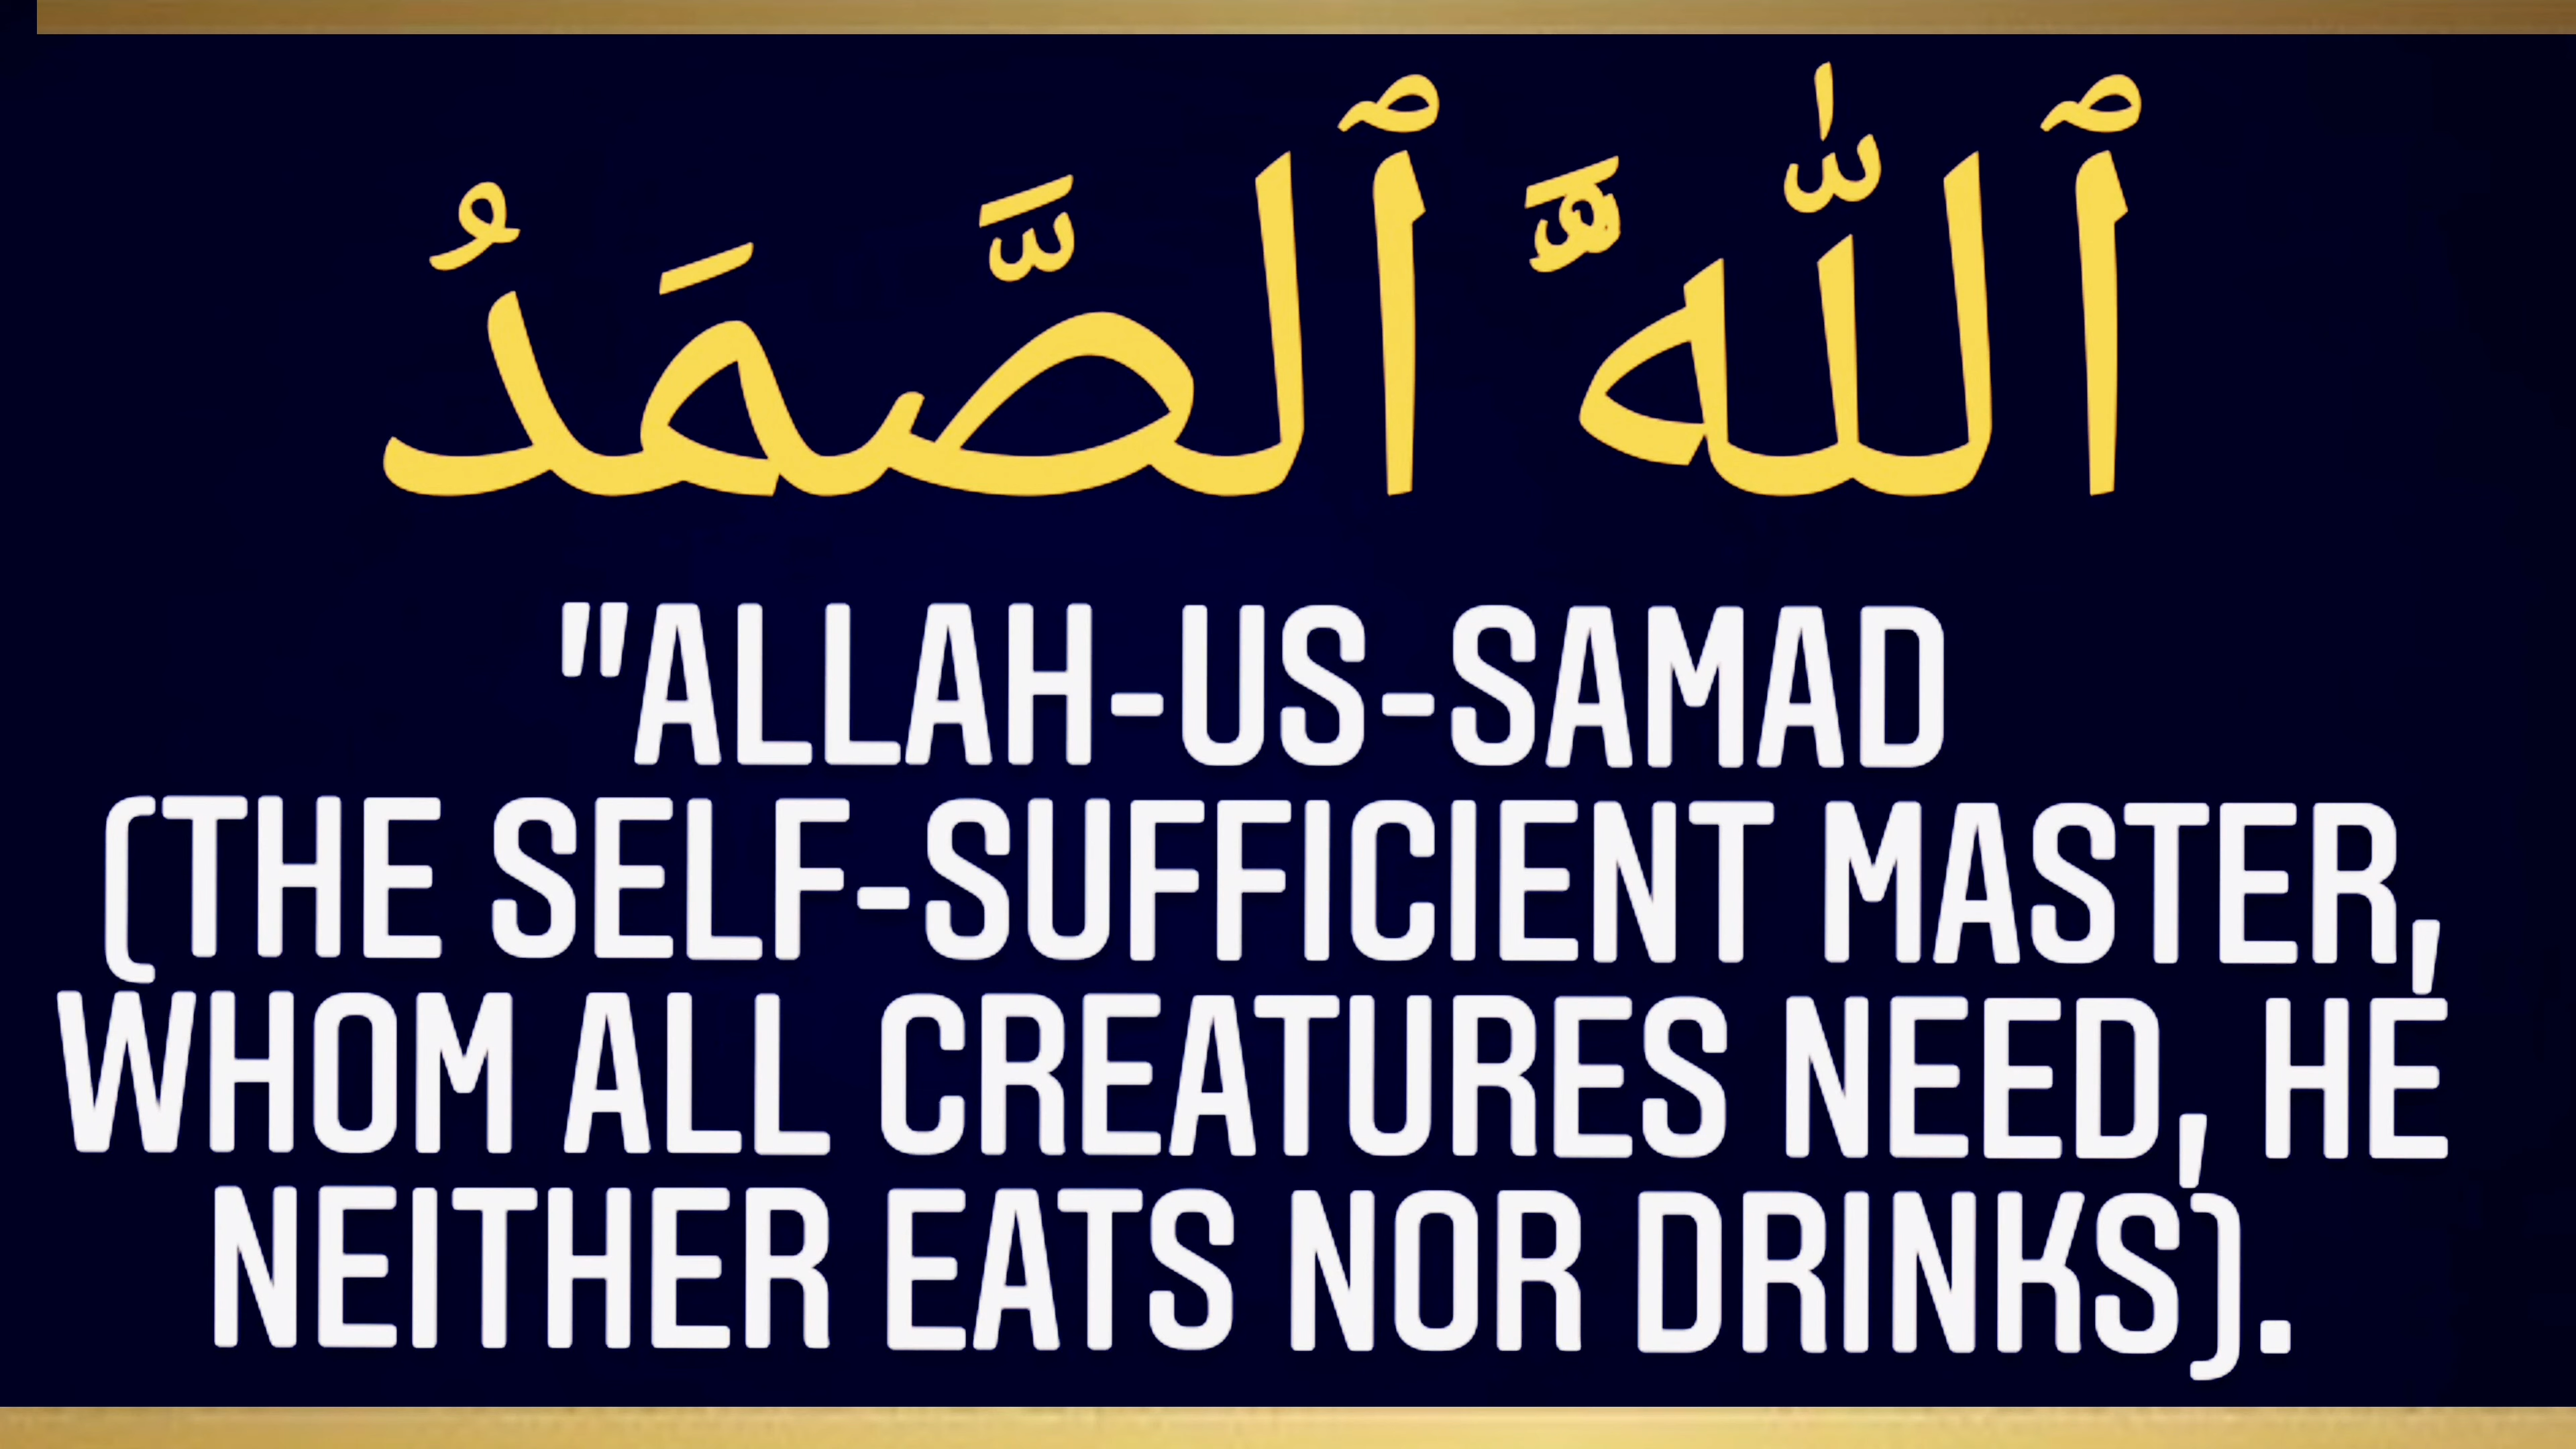 ٱللّٰهَُّ ٱلصَّمَدُ
"ALLAH-US-SAMAD
(THE SELF-SUFFICIENT MASTER,
WHOM ALL CREATURES NEED, HE
NEITHER EATS NOR DRINKS).